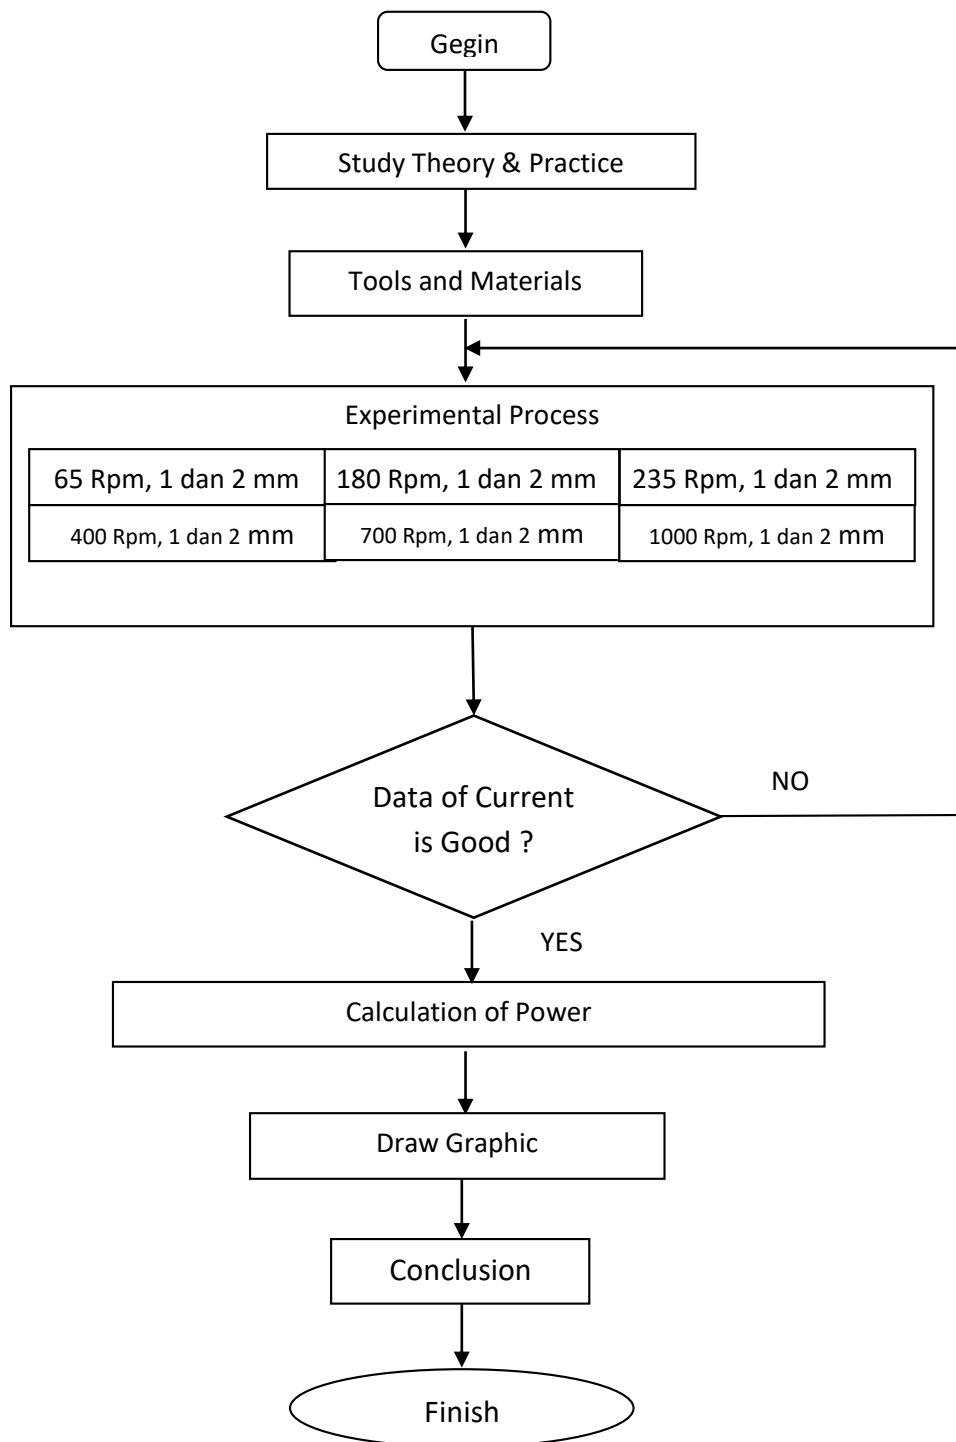 Gegin
Study Theory & Practice
Tools and Materials
Experimental Process
65 Rpm, 1 dan 2 mm
180 Rpm, 1 dan 2 mm
235 Rpm, 1 dan 2 mm
400 Rpm, 1 dan 2 mm
700 Rpm, 1 dan 2 mm
1000 Rpm, 1 dan 2 mm
Data of Current
is Good ?
NO
YES
Calculation of Power
Draw Graphic
Conclusion
Finish